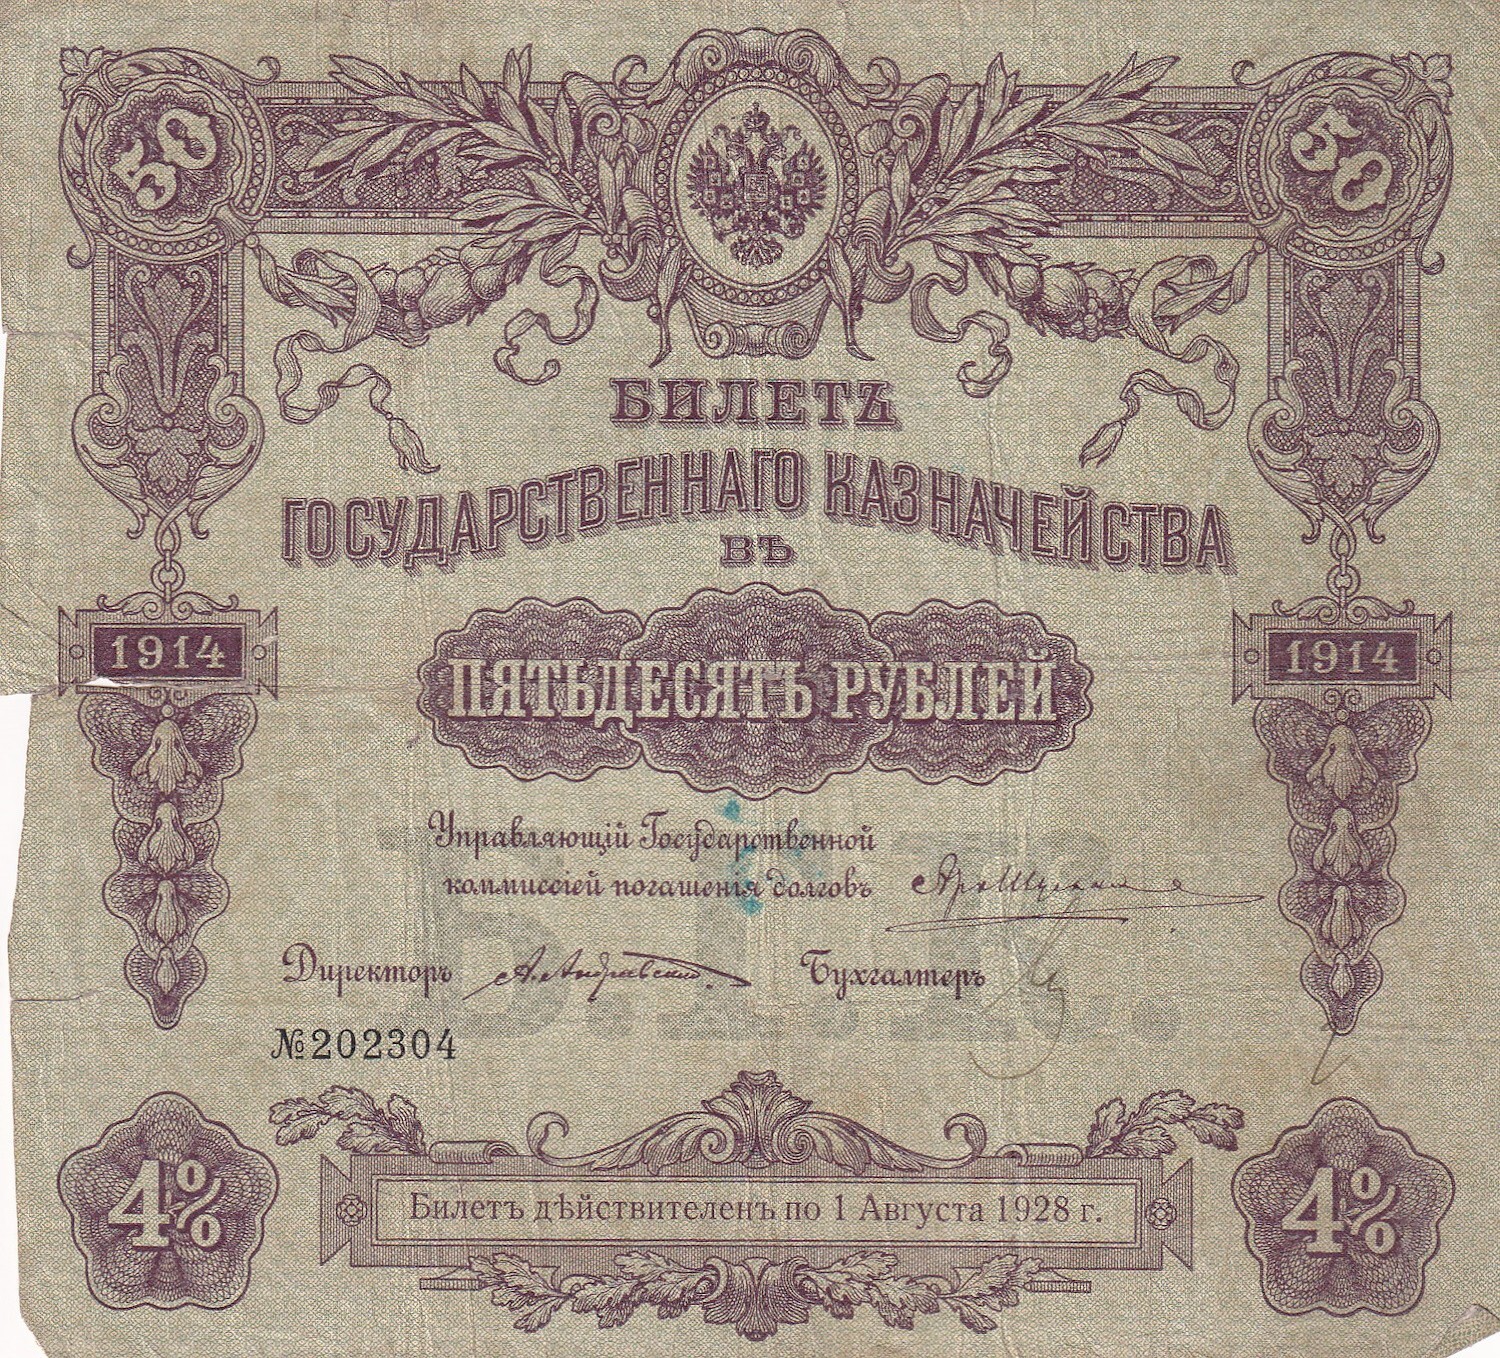 50 50
БИЛЕТЪ
ГОСУДАРСТВЕННАГО КАЗНАЧЕЙСТВА
ВЪ
1914 1914
ПЯТЬДЕСЯТЪ РУБЛЕЙ
Управляющій Государственной
коммиссіей погашенія долговъ
Директоръ Бухгалтеръ
№202304
4% 4%
Билетъ дѣйствителенъ по 1 Августа 1928 г.